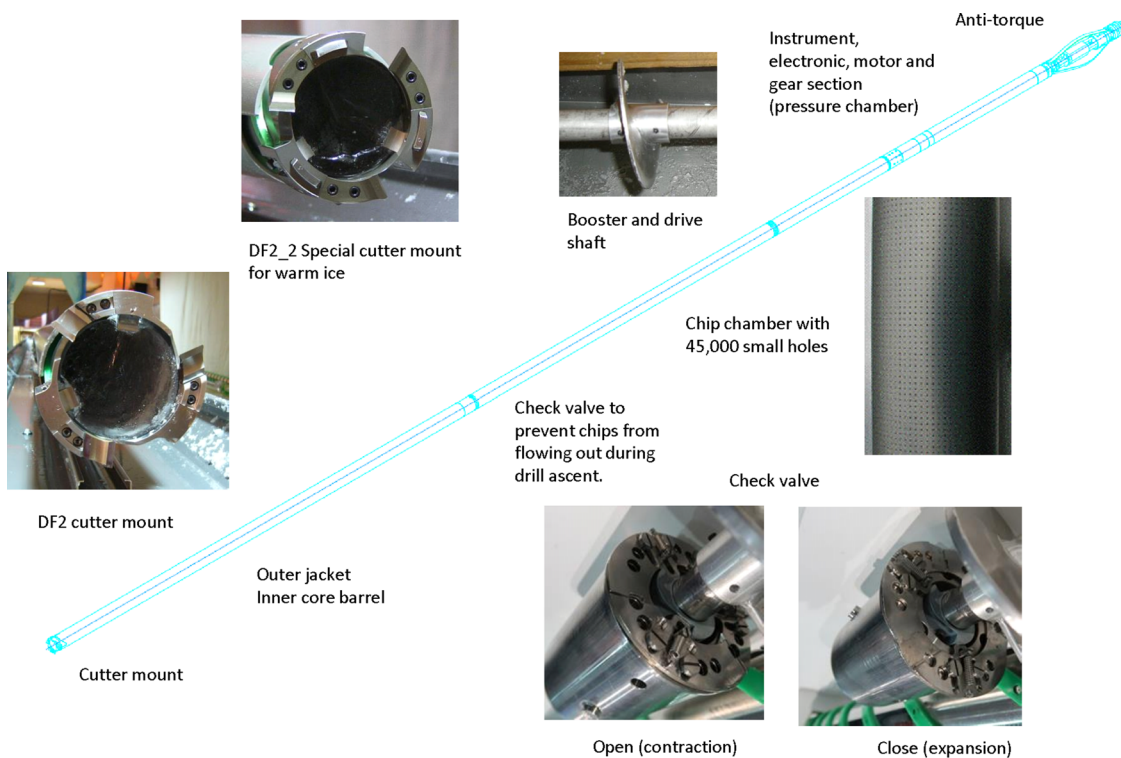 Anti-torque
Instrument,
electronic, motor and
gear section
(pressure chamber)
Booster and drive
shaft
DF2_2 Special cutter mount
for warm ice
Chip chamber with
45,000 small holes
Check valve to
prevent chips from
flowing out during
drill ascent.
Check valve
DF2 cutter mount
Outer jacket
Inner core barrel
Cutter mount
Open (contraction)
Close (expansion)